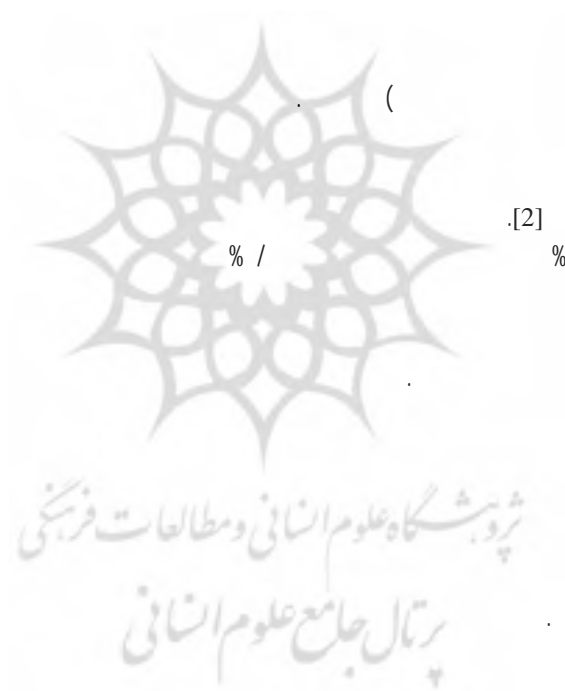 . )
.[2]
% / %
.
پژوهشگاه علوم انسانی و مطالعات فرهنگی
پرتال جامع علوم انسانی
.